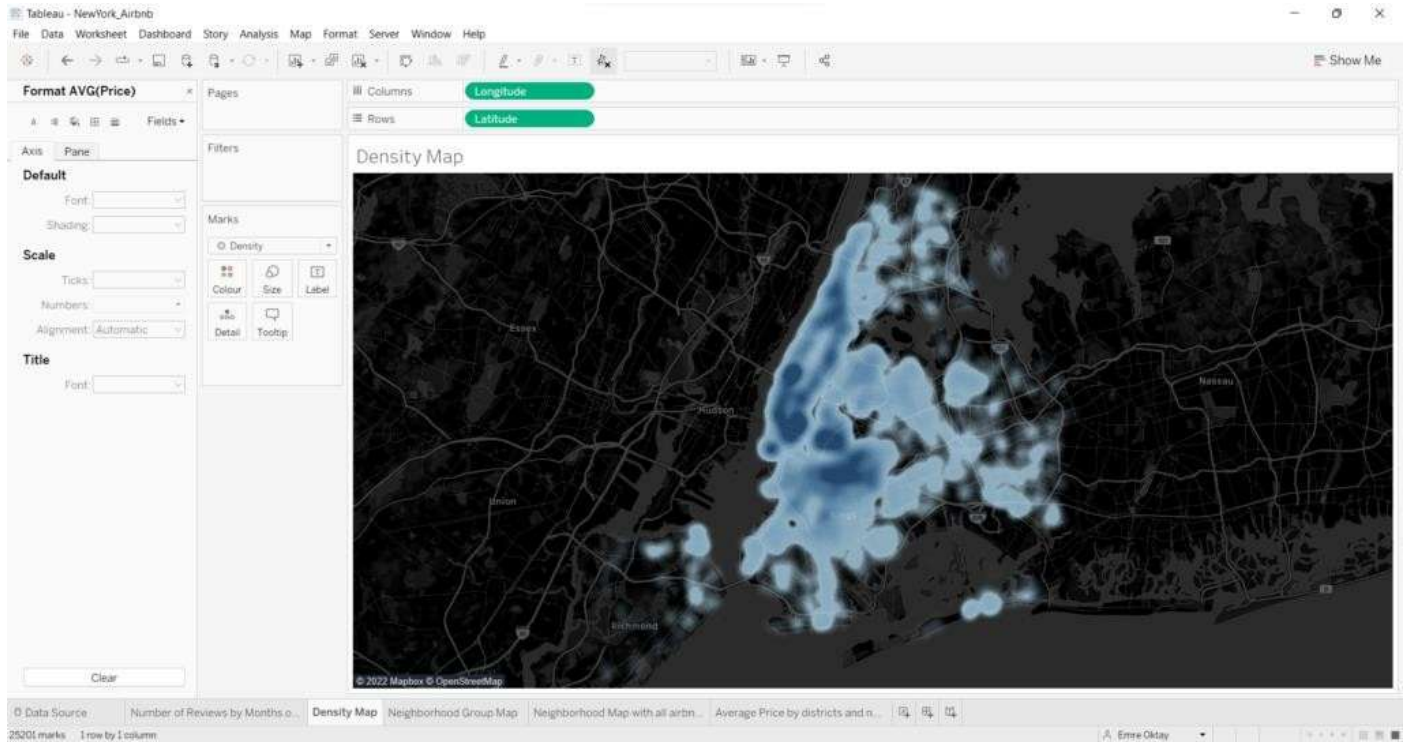 Tableau - NewYork_Airbnb
File Data Worksheet Dashboard Story Analysis Map Format Server Window Help
Show Me
Format AVG(Price)
Fields
Axis Pane
Default
Font:
Shading:
Scale
Ticks:
Numbers:
Alignment: Automatic
Title
Font:
Clear
Pages
Filters
Marks
Density
Colour Size Label
Detail Tooltip
Columns Longitude
Rows Latitude
Density Map
Essex
Hudson
Nassau
Union
Kings
Richmond
© 2022 Mapbox © OpenStreetMap
Data Source Number of Reviews by Months o... Density Map Neighborhood Group Map Neighborhood Map with all airbn... Average Price by districts and n...
25201 marks 1 row by 1 column Emre Oktay